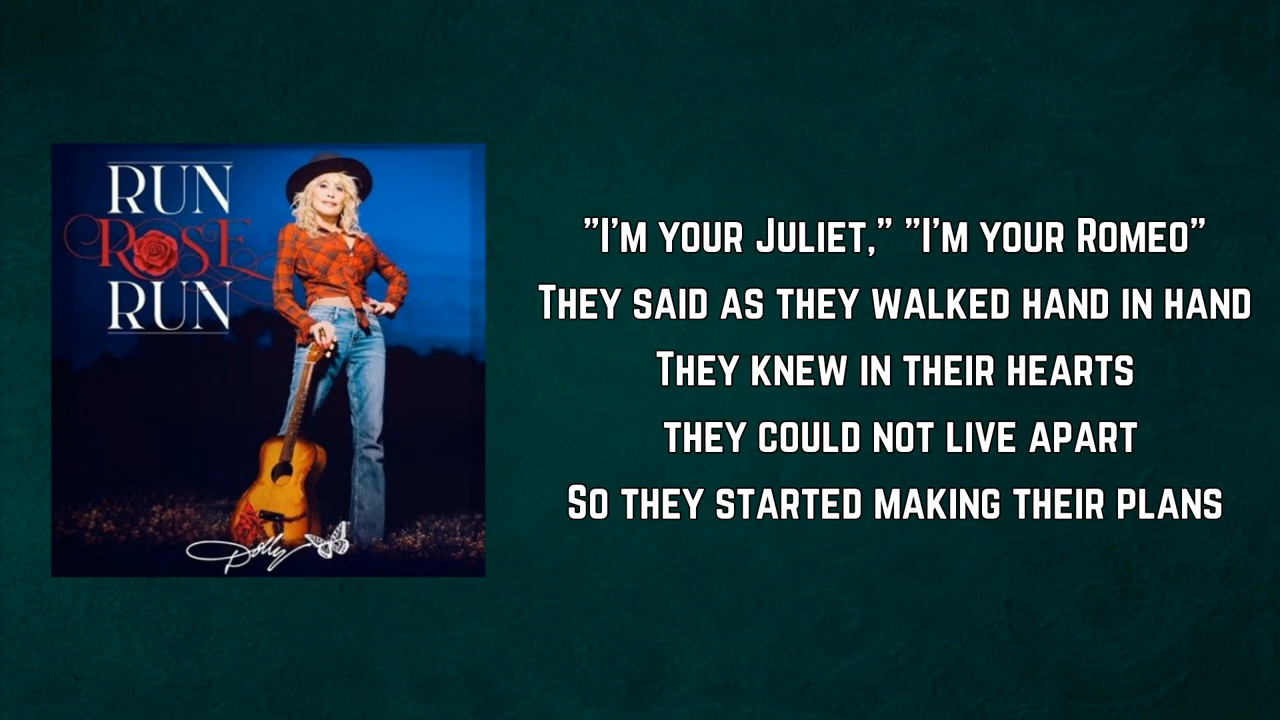 RUN
ROSE
RUN
Dolly
"I'm your Juliet," "I'm your Romeo"
They said as they walked hand in hand
They knew in their hearts
they could not live apart
So they started making their plans